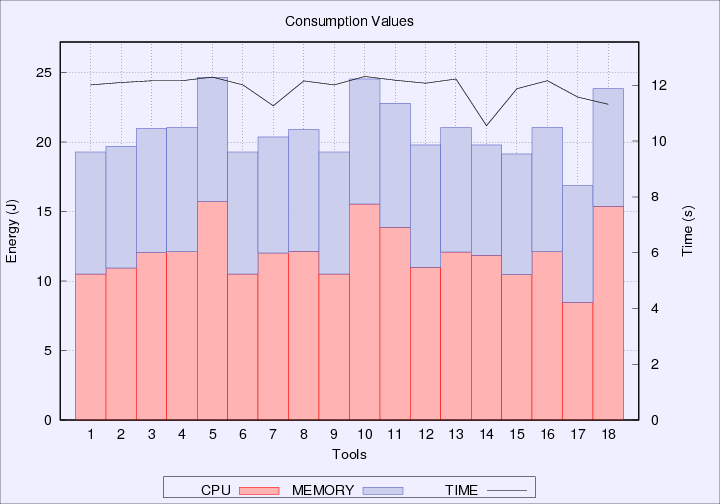 Consumption Values
25
20
15
10
5
0
Energy (J)
12
10
8
6
4
2
0
Time (s)
1 2 3 4 5 6 7 8 9 10 11 12 13 14 15 16 17 18
Tools
CPU MEMORY TIME